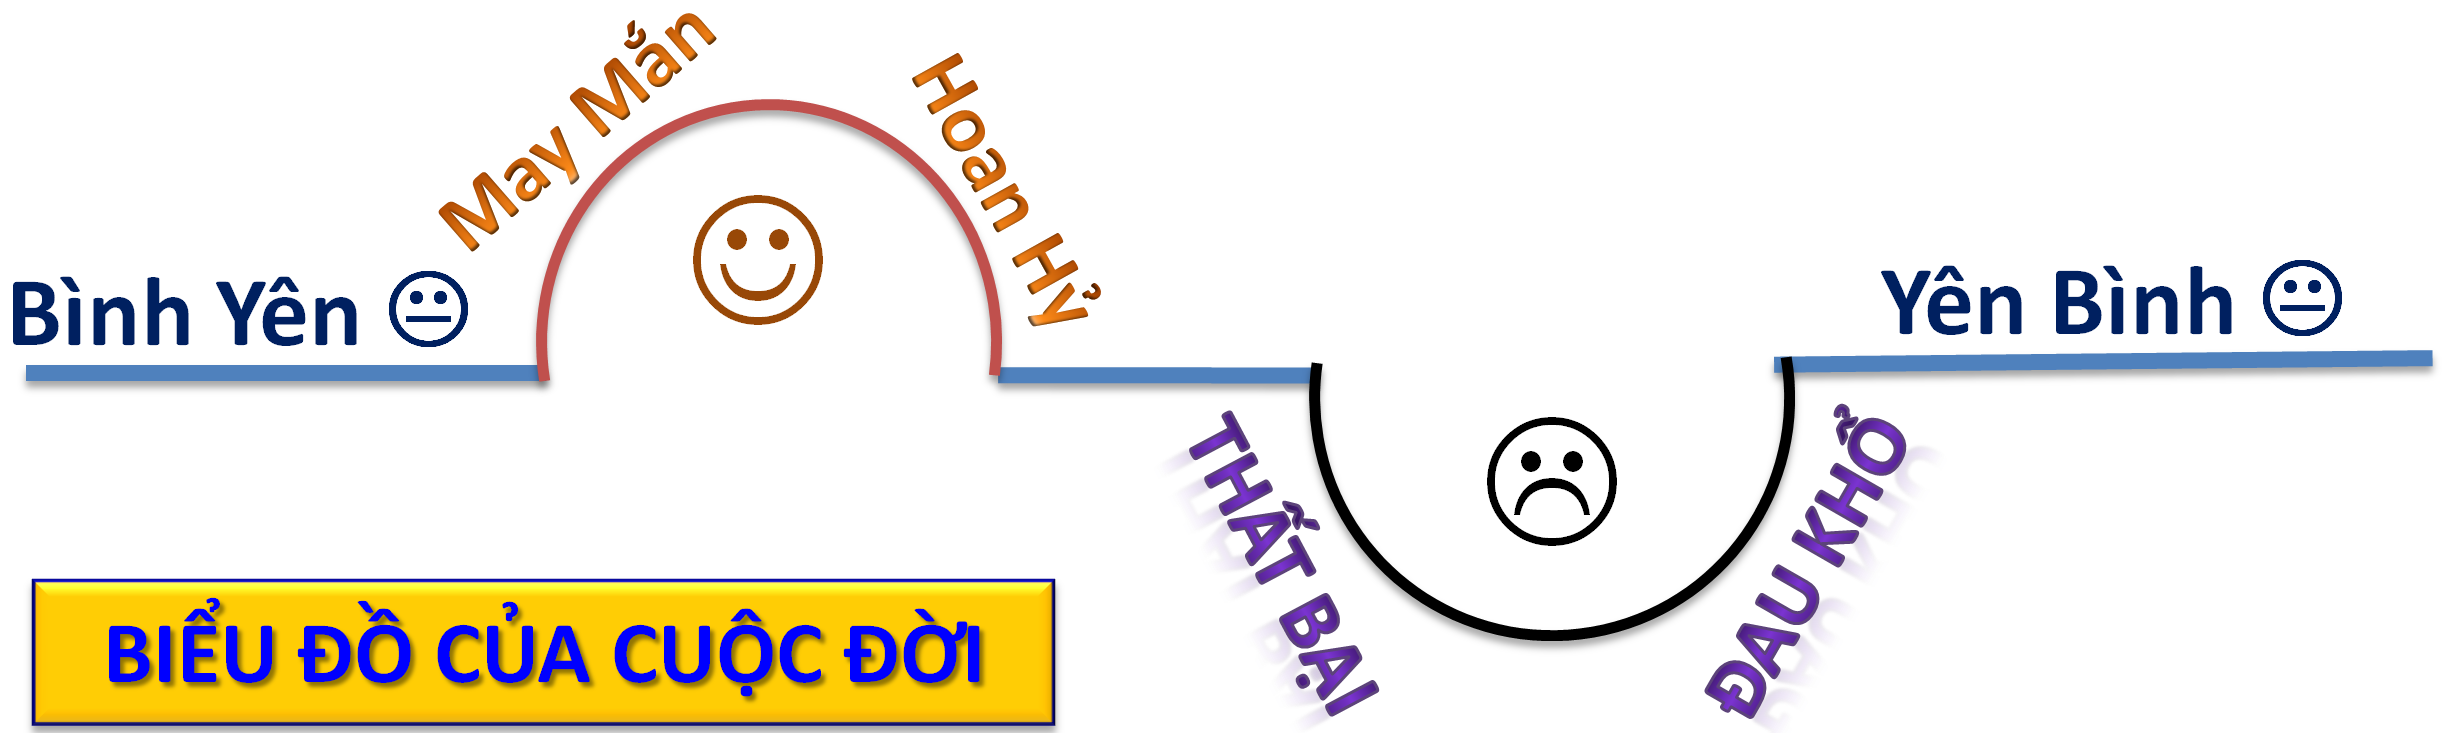 Bình Yên
May Mắn
Hoan Hỷ
THẤT BẠI
ĐAU KHỔ
Yên Bình
BIỂU ĐỒ CỦA CUỘC ĐỜI